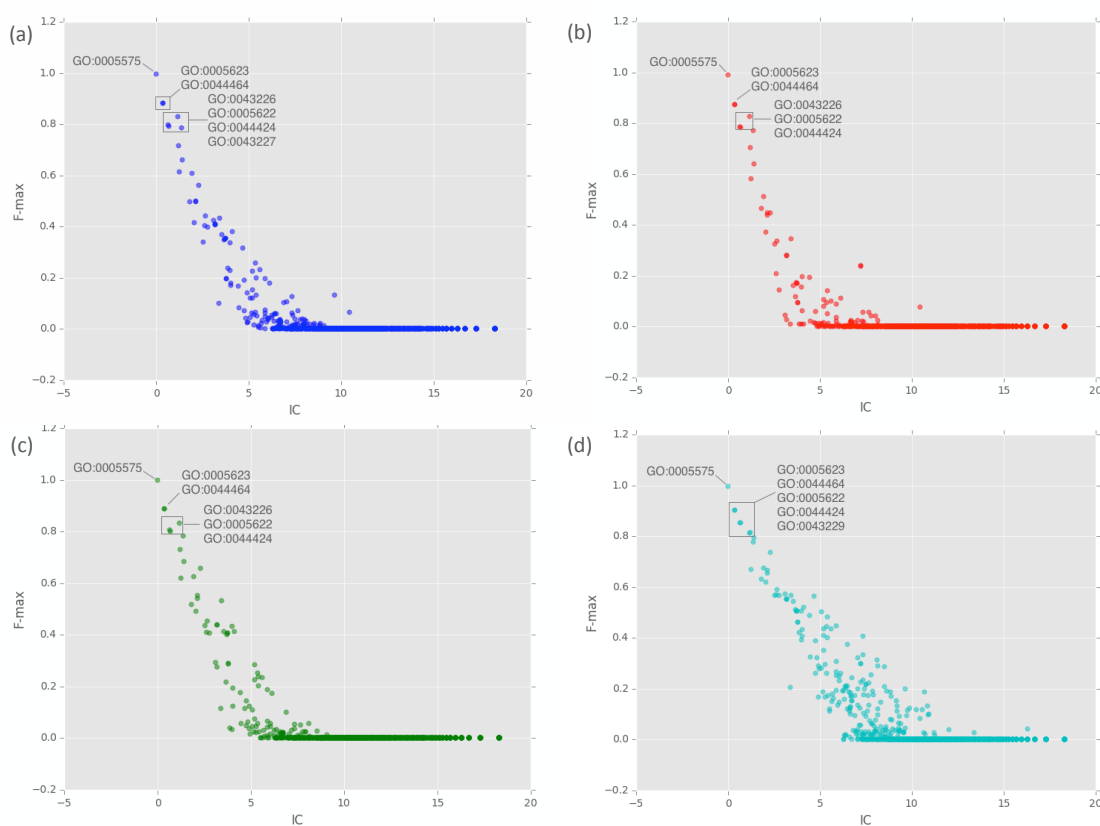 (a)
1.2
1.0
0.8
0.6
0.4
0.2
0.0
−0.2
F-max
GO:0005575
GO:0005623
GO:0044464
GO:0043226
GO:0005622
GO:0044424
GO:0043227
−5
0
5
10
15
20
IC
(b)
1.2
1.0
0.8
0.6
0.4
0.2
0.0
−0.2
F-max
GO:0005575
GO:0005623
GO:0044464
GO:0043226
GO:0005622
GO:0044424
−5
0
5
10
15
20
IC
(c)
1.2
1.0
0.8
0.6
0.4
0.2
0.0
−0.2
F-max
GO:0005575
GO:0005623
GO:0044464
GO:0043226
GO:0005622
GO:0044424
−5
0
5
10
15
20
IC
(d)
1.2
1.0
0.8
0.6
0.4
0.2
0.0
−0.2
F-max
GO:0005575
GO:0005623
GO:0044464
GO:0005622
GO:0044424
GO:0043229
−5
0
5
10
15
20
IC